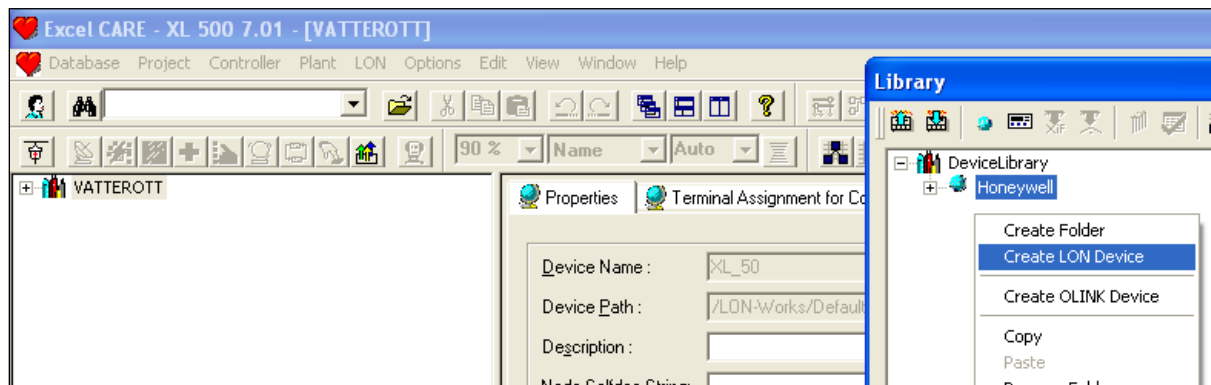 Excel CARE - XL 500 7.01 - [VATTEROTT]
Database Project Controller Plant LON Options Edit View Window Help
90 % Name Auto
VATTEROTT
Properties Terminal Assignment for
Device Name : XL_50
Device Path : /LON-Works/Default
Description :
Library
DeviceLibrary
Honeywell
Create Folder
Create LON Device
Create OLINK Device
Copy
Paste